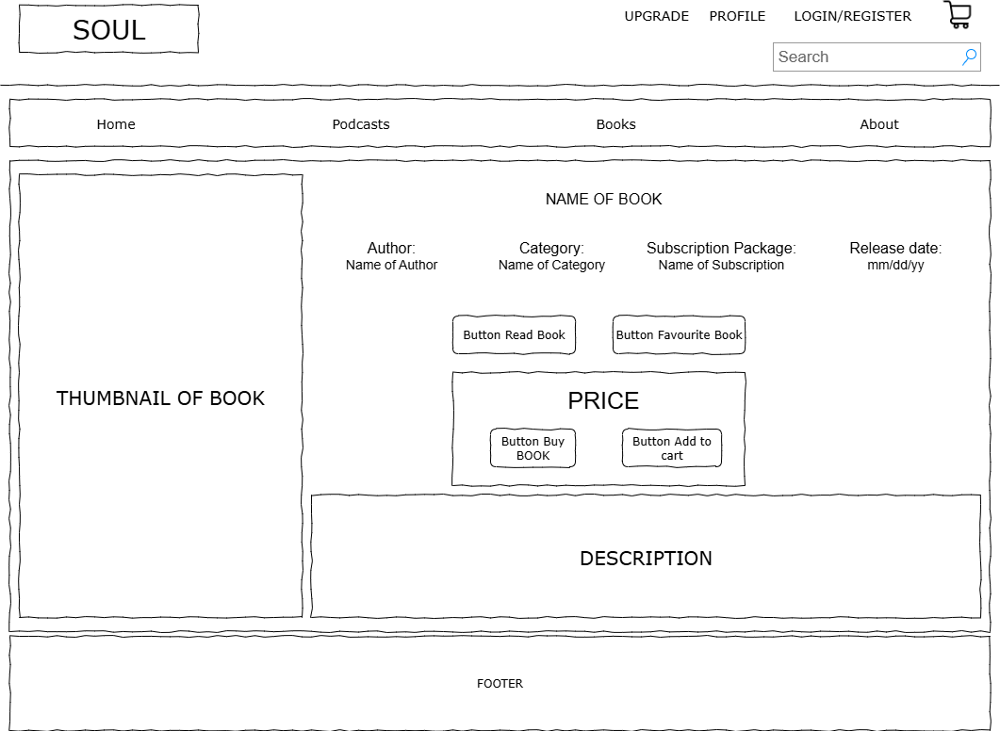 SOUL
UPGRADE
PROFILE
LOGIN/REGISTER
Search
Home
Podcasts
Books
About
THUMBNAIL OF BOOK
NAME OF BOOK
Author:
Name of Author
Category:
Name of Category
Subscription Package:
Name of Subscription
Release date:
mm/dd/yy
Button Read Book
Button Favourite Book
PRICE
Button Buy
BOOK
Button Add to
cart
DESCRIPTION
FOOTER